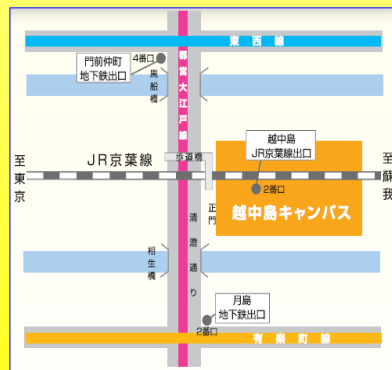 東西線
門前仲町
地下鉄出口
4番口
黒船橋
都営大江戸線
越中島
JR京葉線出口
2番口
至東京
JR京葉線
歩道橋
至蘇我
正門
越中島キャンパス
清澄通り
相生橋
月島
地下鉄出口
2番口
有楽町線